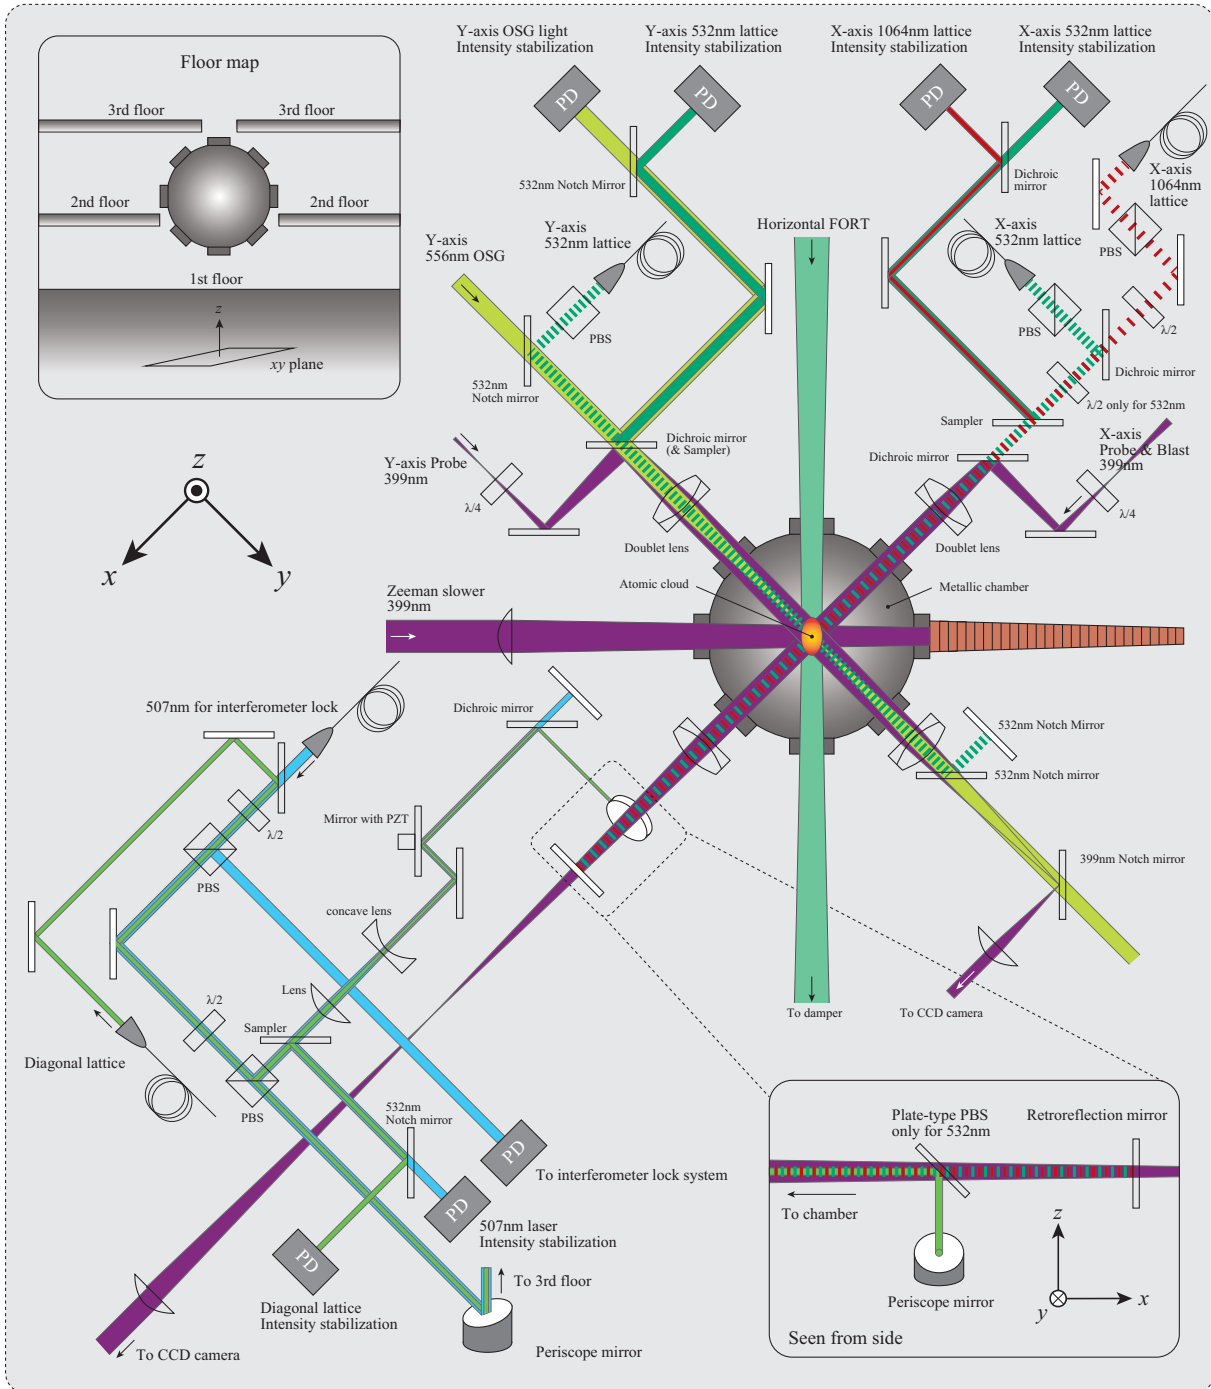 Floor map
3rd floor
3rd floor
2nd floor
2nd floor
1st floor
z
xy plane
Y-axis OSG light
Intensity stabilization
Y-axis 532nm lattice
Intensity stabilization
X-axis 1064nm lattice
Intensity stabilization
X-axis 532nm lattice
Intensity stabilization
PD
PD
PD
PD
532nm Notch Mirror
Dichroic
mirror
X-axis
1064nm
lattice
Y-axis
556nm OSG
Y-axis
532nm lattice
Horizontal FORT
X-axis
532nm lattice
PBS
PBS
PBS
λ/2
532nm
Notch mirror
Dichroic mirror
λ/2 only for 532nm
Sampler
Dichroic mirror
(& Sampler)
Dichroic mirror
X-axis
Probe & Blast
399nm
Y-axis Probe
399nm
λ/4
λ/4
z
x
y
Doublet lens
Doublet lens
Atomic cloud
Metallic chamber
Zeeman slower
399nm
507nm for interferometer lock
Dichroic mirror
532nm Notch Mirror
532nm Notch mirror
λ/2
Mirror with PZT
PBS
399nm Notch mirror
concave lens
Lens
λ/2
Sampler
To damper
To CCD camera
Diagonal lattice
PBS
532nm
Notch mirror
PD
To interferometer lock system
PD
507nm laser
Intensity stabilization
PD
Diagonal lattice
Intensity stabilization
To 3rd floor
Periscope mirror
To CCD camera
Plate-type PBS
only for 532nm
Retroreflection mirror
To chamber
z
x
y
Periscope mirror
Seen from side